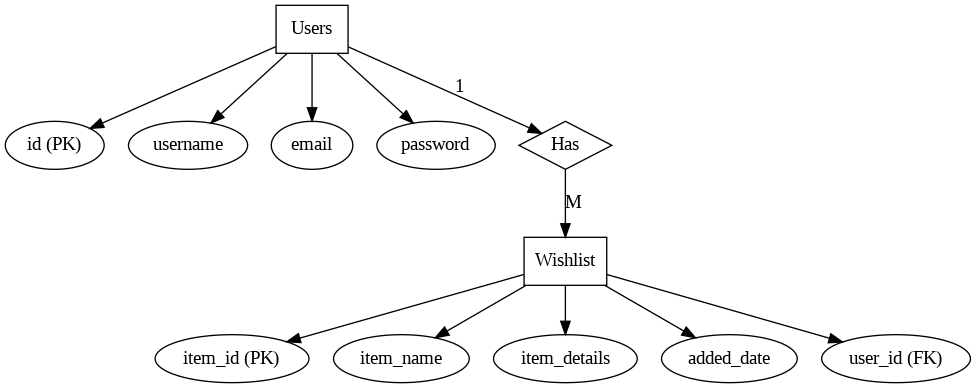 Users
1
id (PK)
username
email
password
Has
M
Wishlist
item_id (PK)
item_name
item_details
added_date
user_id (FK)